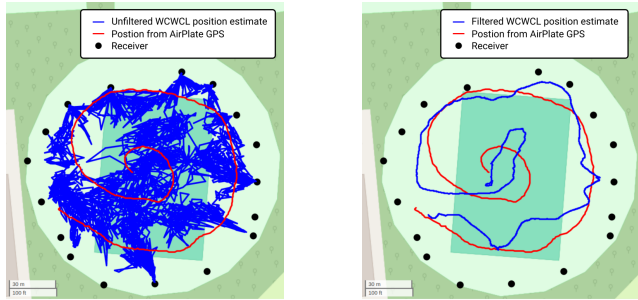 Unfiltered WCWCL position estimate
Postion from AirPlate GPS
Receiver
30 m
100 ft
Filtered WCWCL position estimate
Postion from AirPlate GPS
Receiver
30 m
100 ft